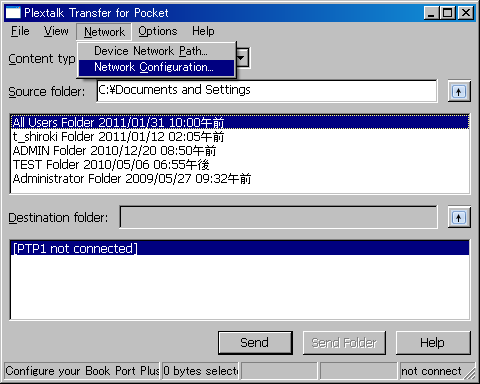 Plextalk Transfer for Pocket
File View Network Options Help
Device Network Path...
Network Configuration...
Content typ
Source folder: C:¥Documents and Settings
All Users Folder 2011/01/31 10:00午前
t_shiroki Folder 2011/01/12 02:05午前
ADMIN Folder 2010/12/20 08:50午前
TEST Folder 2010/05/06 06:55午後
Administrator Folder 2009/05/27 09:32午前
Destination folder:
[PTP1 not connected]
Send Send Folder Help
Configure your Book Port Plus 0 bytes selecte not connect